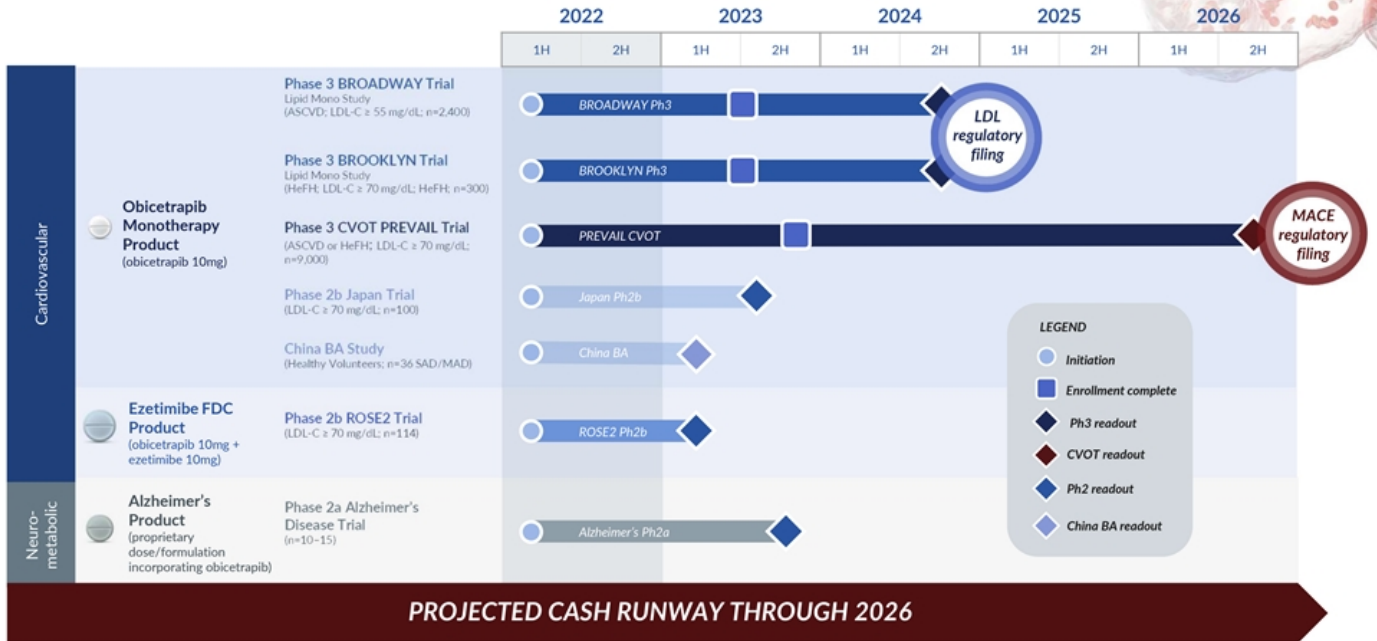 2022 2023 2024 2025 2026
1H 2H 1H 2H 1H 2H 1H 2H 1H 2H
Cardiovascular
Obicetrapib
Monotherapy
Product
(obicetrapib 10mg)
Phase 3 BROADWAY Trial
Lipid Mono Study
(ASCVD; LDL-C ≥ 55 mg/dL; n=2,400)
BROADWAY Ph3
LDL
regulatory
filing
Phase 3 BROOKLYN Trial
Lipid Mono Study
(HeFH; LDL-C ≥ 70 mg/dL; HeFH; n=300)
BROOKLYN Ph3
Phase 3 CVOT PREVAIL Trial
(ASCVD or HeFH; LDL-C ≥ 70 mg/dL;
n=9,000)
PREVAIL CVOT
MACE
regulatory
filing
Phase 2b Japan Trial
(LDL-C ≥ 70 mg/dL; n=100)
Japan Ph2b
China BA Study
(Healthy Volunteers; n=36 SAD/MAD)
China BA
Ezetimibe FDC
Product
(obicetrapib 10mg +
ezetimibe 10mg)
Phase 2b ROSE2 Trial
(LDL-C ≥ 70 mg/dL; n=114)
ROSE2 Ph2b
Neuro-
metabolic
Alzheimer's
Product
(proprietary
dose/formulation
incorporating obicetrapib)
Phase 2a Alzheimer's
Disease Trial
(n=10–15)
Alzheimer's Ph2a
LEGEND
Initiation
Enrollment complete
Ph3 readout
CVOT readout
Ph2 readout
China BA readout
PROJECTED CASH RUNWAY THROUGH 2026